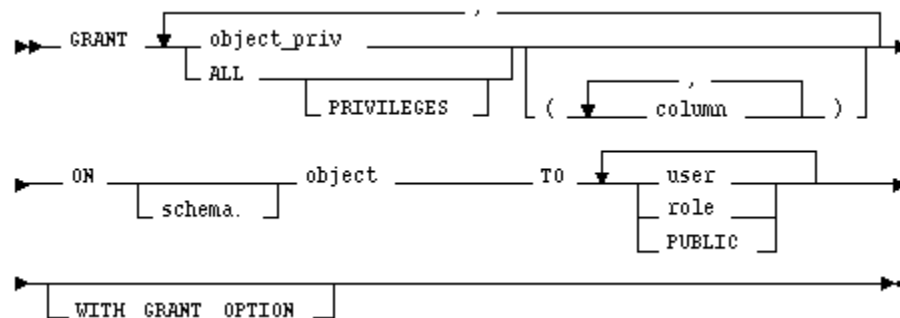 ,
GRANT object_priv
ALL ,
PRIVILEGES ( column )
ON object TO user
schema. role
PUBLIC
WITH GRANT OPTION